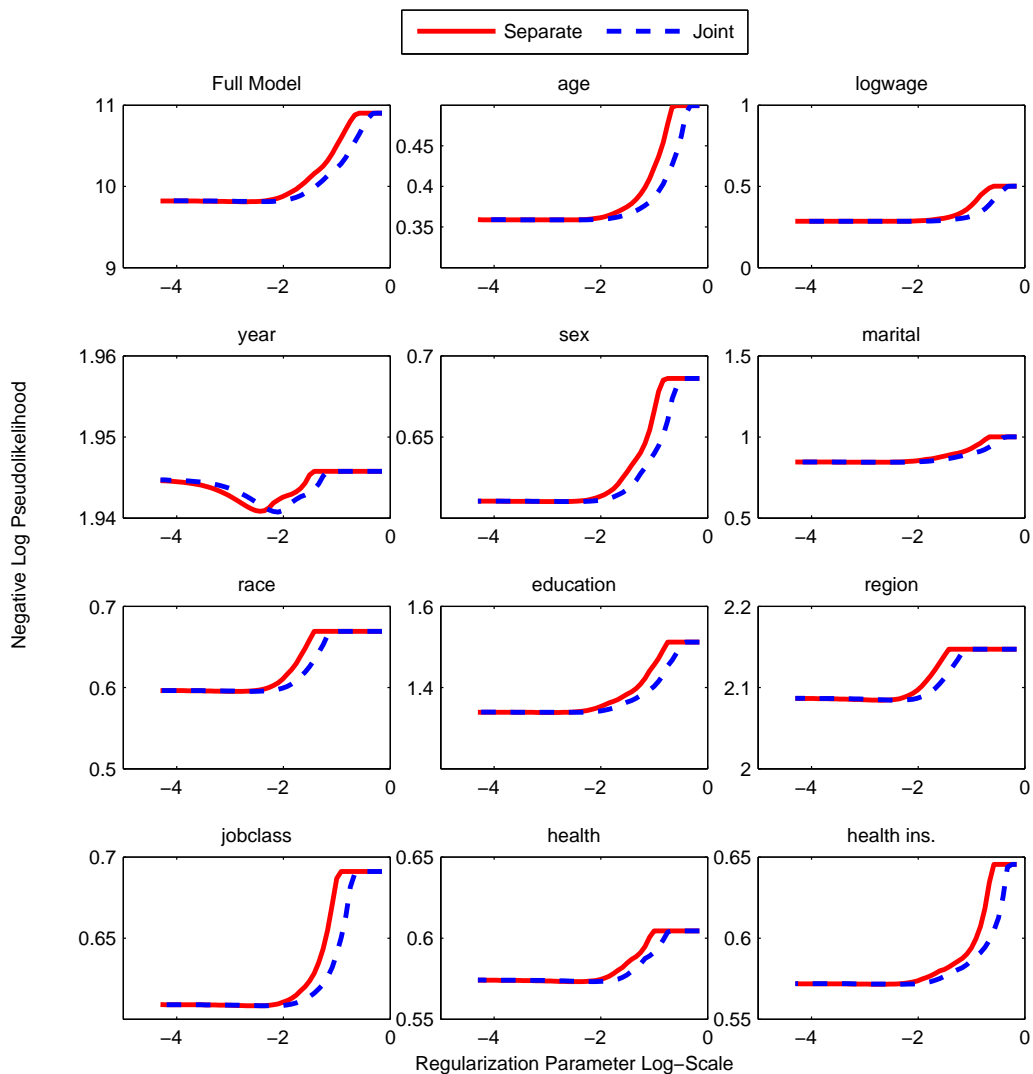 Separate Joint
Full Model
11
10
9
−4 −2 0
age
0.45
0.4
0.35
−4 −2 0
logwage
1
0.5
0
−4 −2 0
year
1.96
1.95
1.94
−4 −2 0
sex
0.7
0.65
−4 −2 0
marital
1.5
1
0.5
−4 −2 0
race
0.7
0.6
0.5
−4 −2 0
education
1.6
1.4
−4 −2 0
region
2.2
2.1
2
−4 −2 0
jobclass
0.7
0.65
−4 −2 0
health
0.65
0.6
0.55
−4 −2 0
health ins.
0.65
0.6
0.55
−4 −2 0
Negative Log Pseudolikelihood
Regularization Parameter Log−Scale